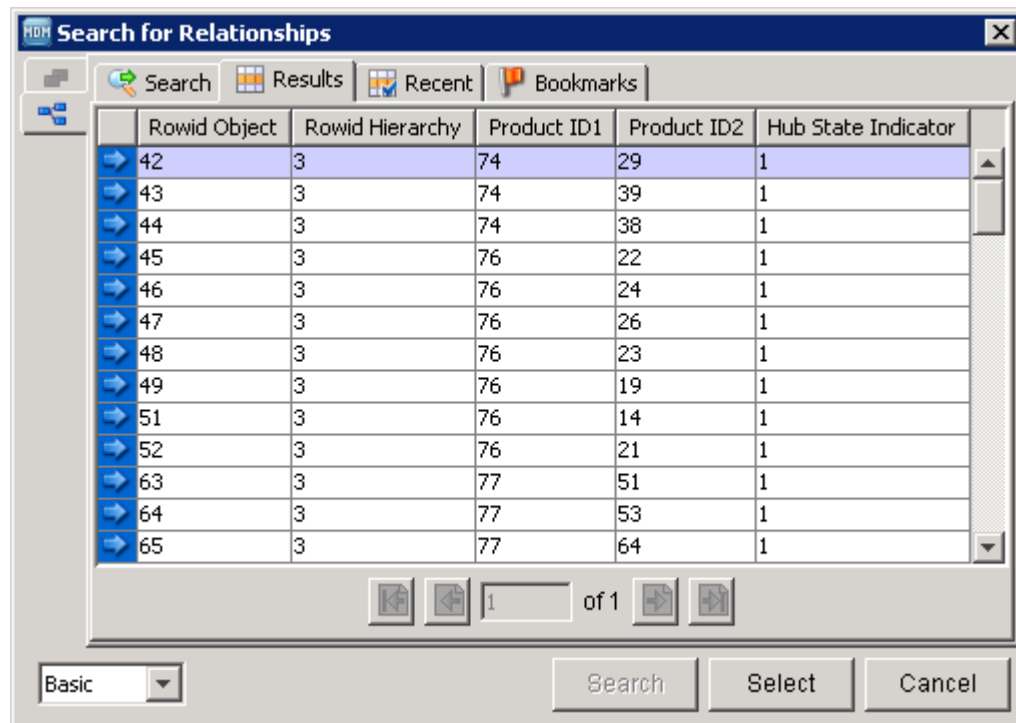 MDM Search for Relationships
Search Results Recent Bookmarks
Rowid Object Rowid Hierarchy Product ID1 Product ID2 Hub State Indicator
42 3 74 29 1
43 3 74 39 1
44 3 74 38 1
45 3 76 22 1
46 3 76 24 1
47 3 76 26 1
48 3 76 23 1
49 3 76 19 1
51 3 76 14 1
52 3 76 21 1
63 3 77 51 1
64 3 77 53 1
65 3 77 64 1
1 of 1
Basic Search Select Cancel